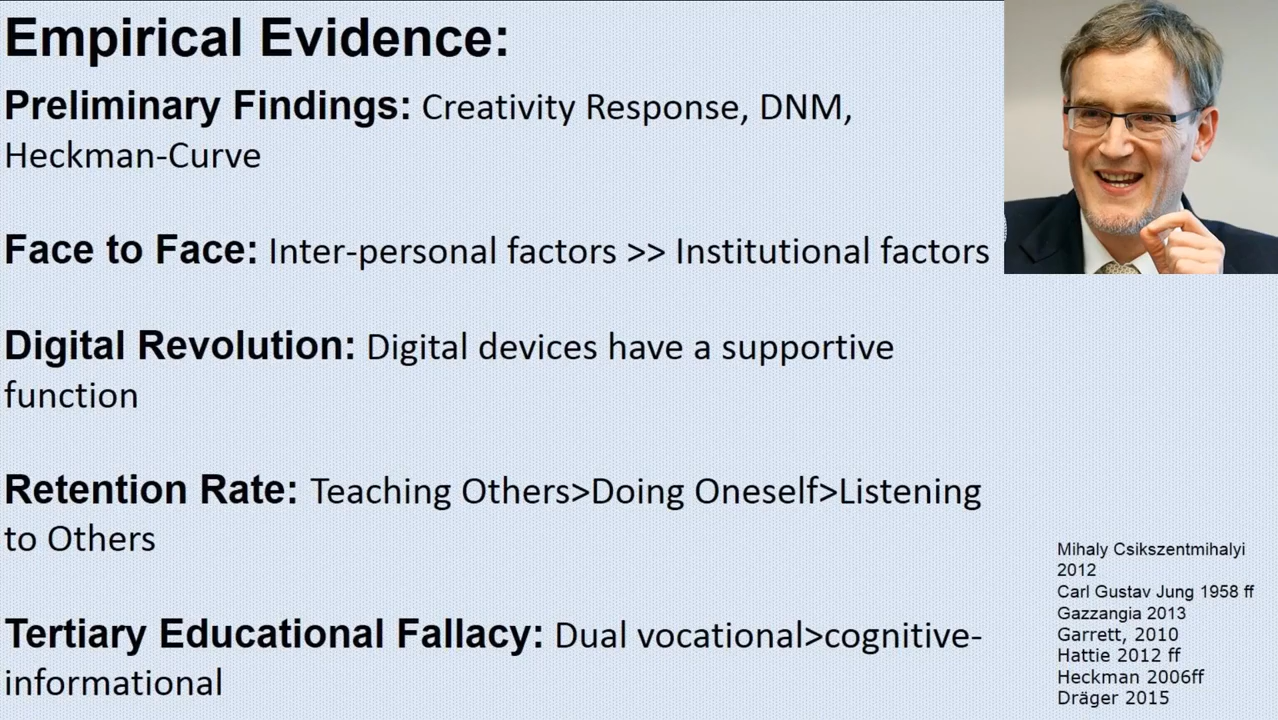 Empirical Evidence:
Preliminary Findings: Creativity Response, DNM,
Heckman-Curve
Face to Face: Inter-personal factors >> Institutional factors
Digital Revolution: Digital devices have a supportive
function
Retention Rate: Teaching Others>Doing Oneself>Listening
to Others
Tertiary Educational Fallacy: Dual vocational>cognitive-
informational
Mihaly Csikszentmihalyi
2012
Carl Gustav Jung 1958 ff
Gazzangia 2013
Garrett, 2010
Hattie 2012 ff
Heckman 2006ff
Dräger 2015